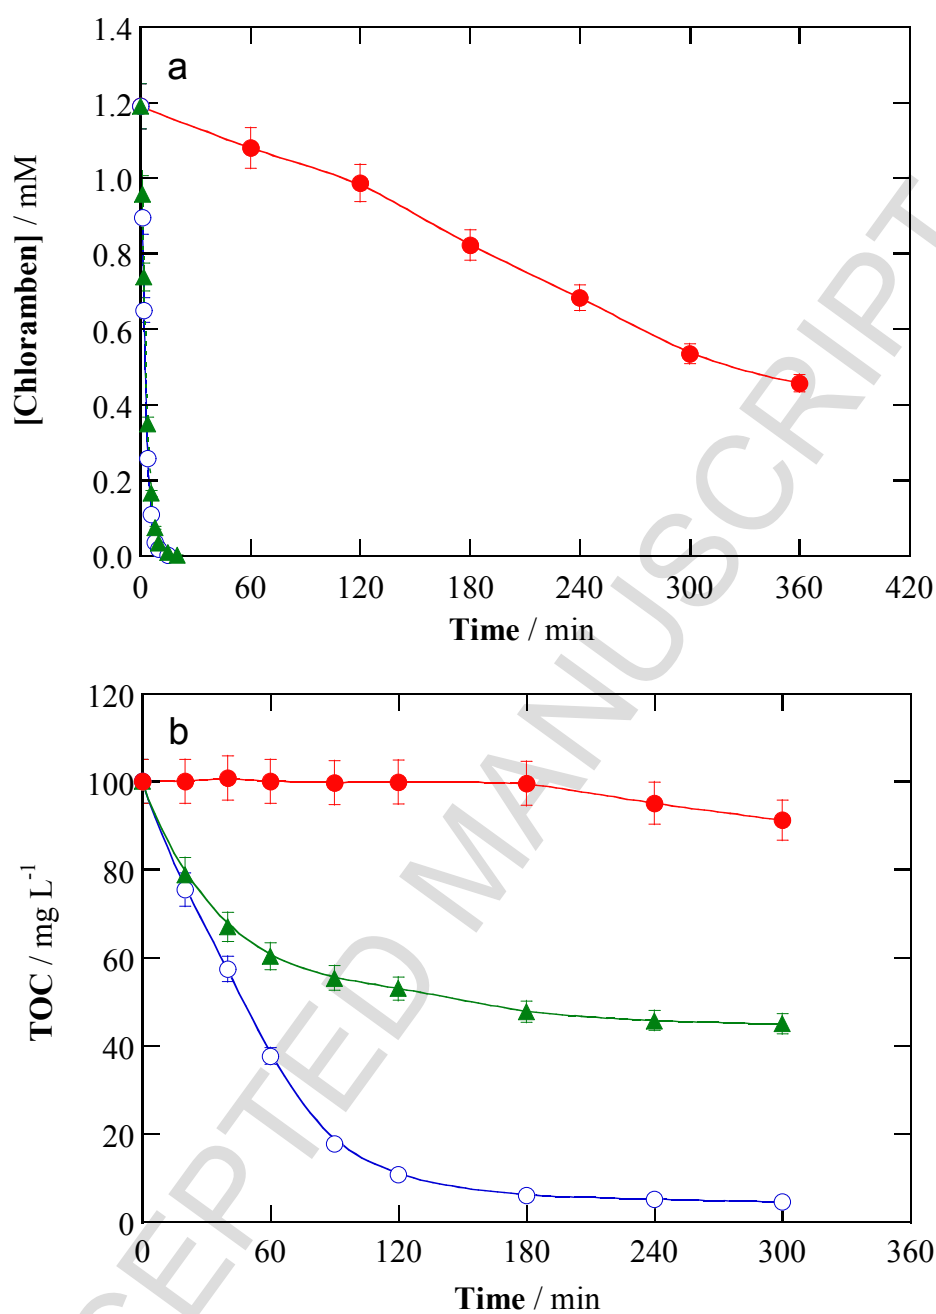 a
1.4
1.2
1.0
0.8
0.6
0.4
0.2
0.0
[Chloramben] / mM
0 60 120 180 240 300 360 420
Time / min
b
120
100
80
60
40
20
0
TOC / mg L⁻¹
0 60 120 180 240 300 360
Time / min
CEPTED MANUSCRIPT